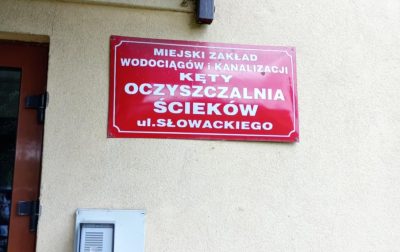 MIEJSKI ZAKŁAD
WODOCIĄGÓW i KANALIZACJI
KĘTY
OCZYSZCZALNIA
ŚCIEKÓW
ul.SŁOWACKIEGO